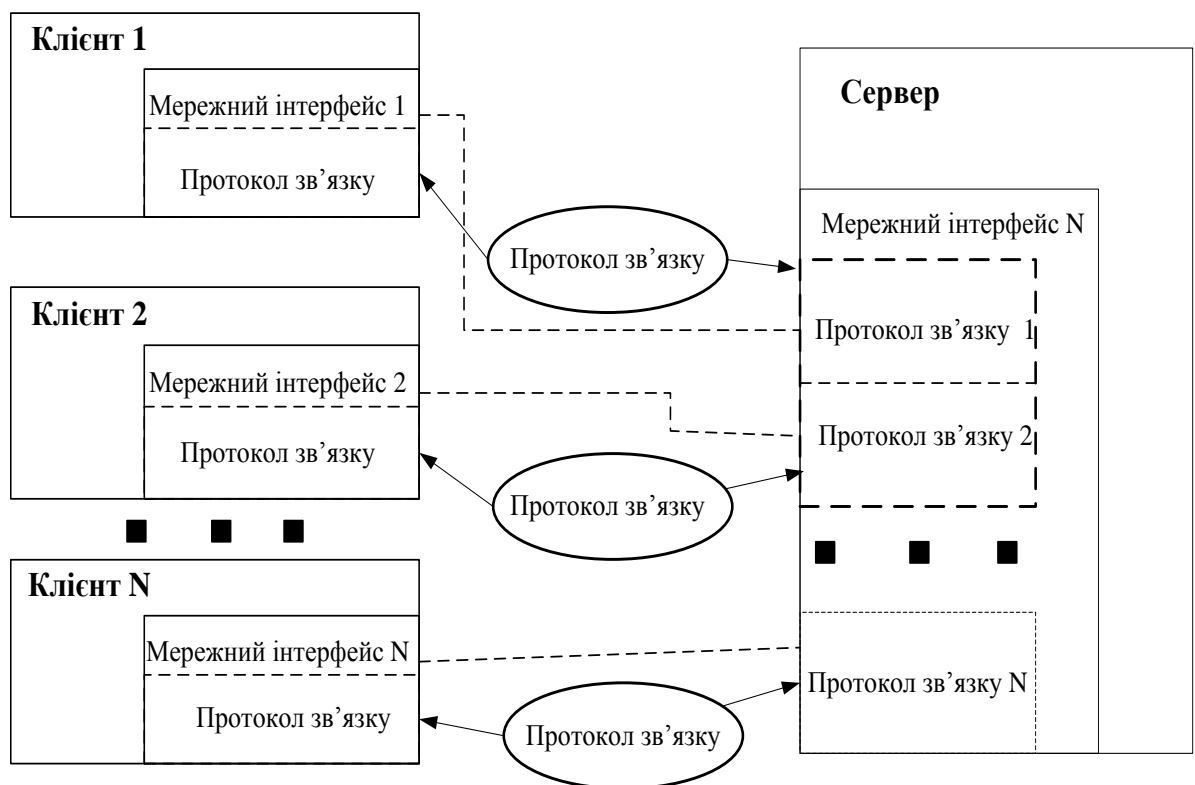 Клієнт 1
Мережний інтерфейс 1
Протокол зв’язку
Клієнт 2
Мережний інтерфейс 2
Протокол зв’язку
Клієнт N
Мережний інтерфейс N
Протокол зв’язку
Протокол зв’язку
Протокол зв’язку
Протокол зв’язку
Сервер
Мережний інтерфейс N
Протокол зв’язку 1
Протокол зв’язку 2
Протокол зв’язку N